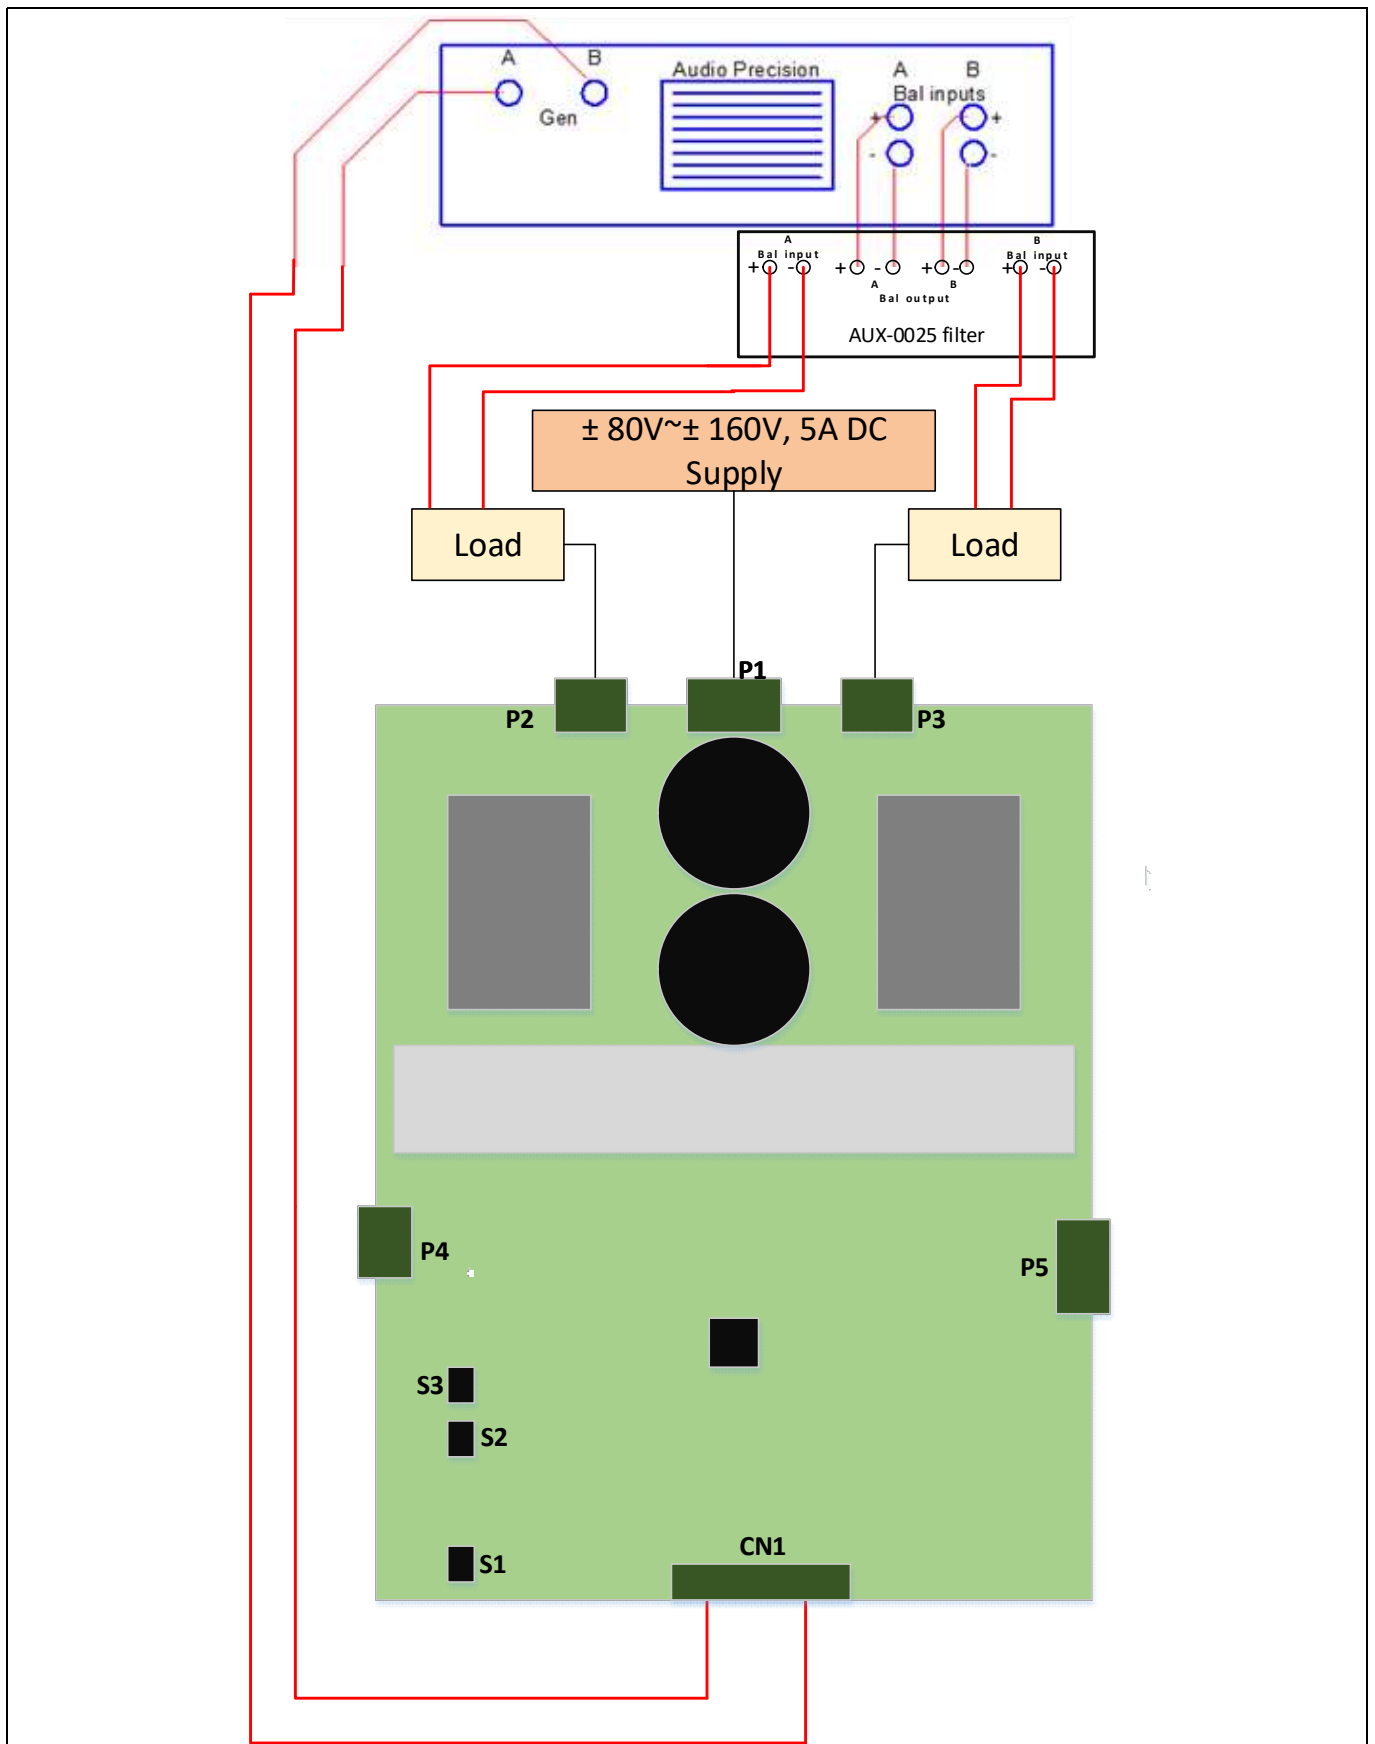 A B
Gen
Audio Precision
A B
Bal inputs
+ +
- -
A
Bal input
+ -
+ - + -
A B
Bal output
B
Bal input
+ -
AUX-0025 filter
± 80V~± 160V, 5A DC
Supply
Load
Load
P1
P2
P3
P4
P5
S3
S2
S1
CN1